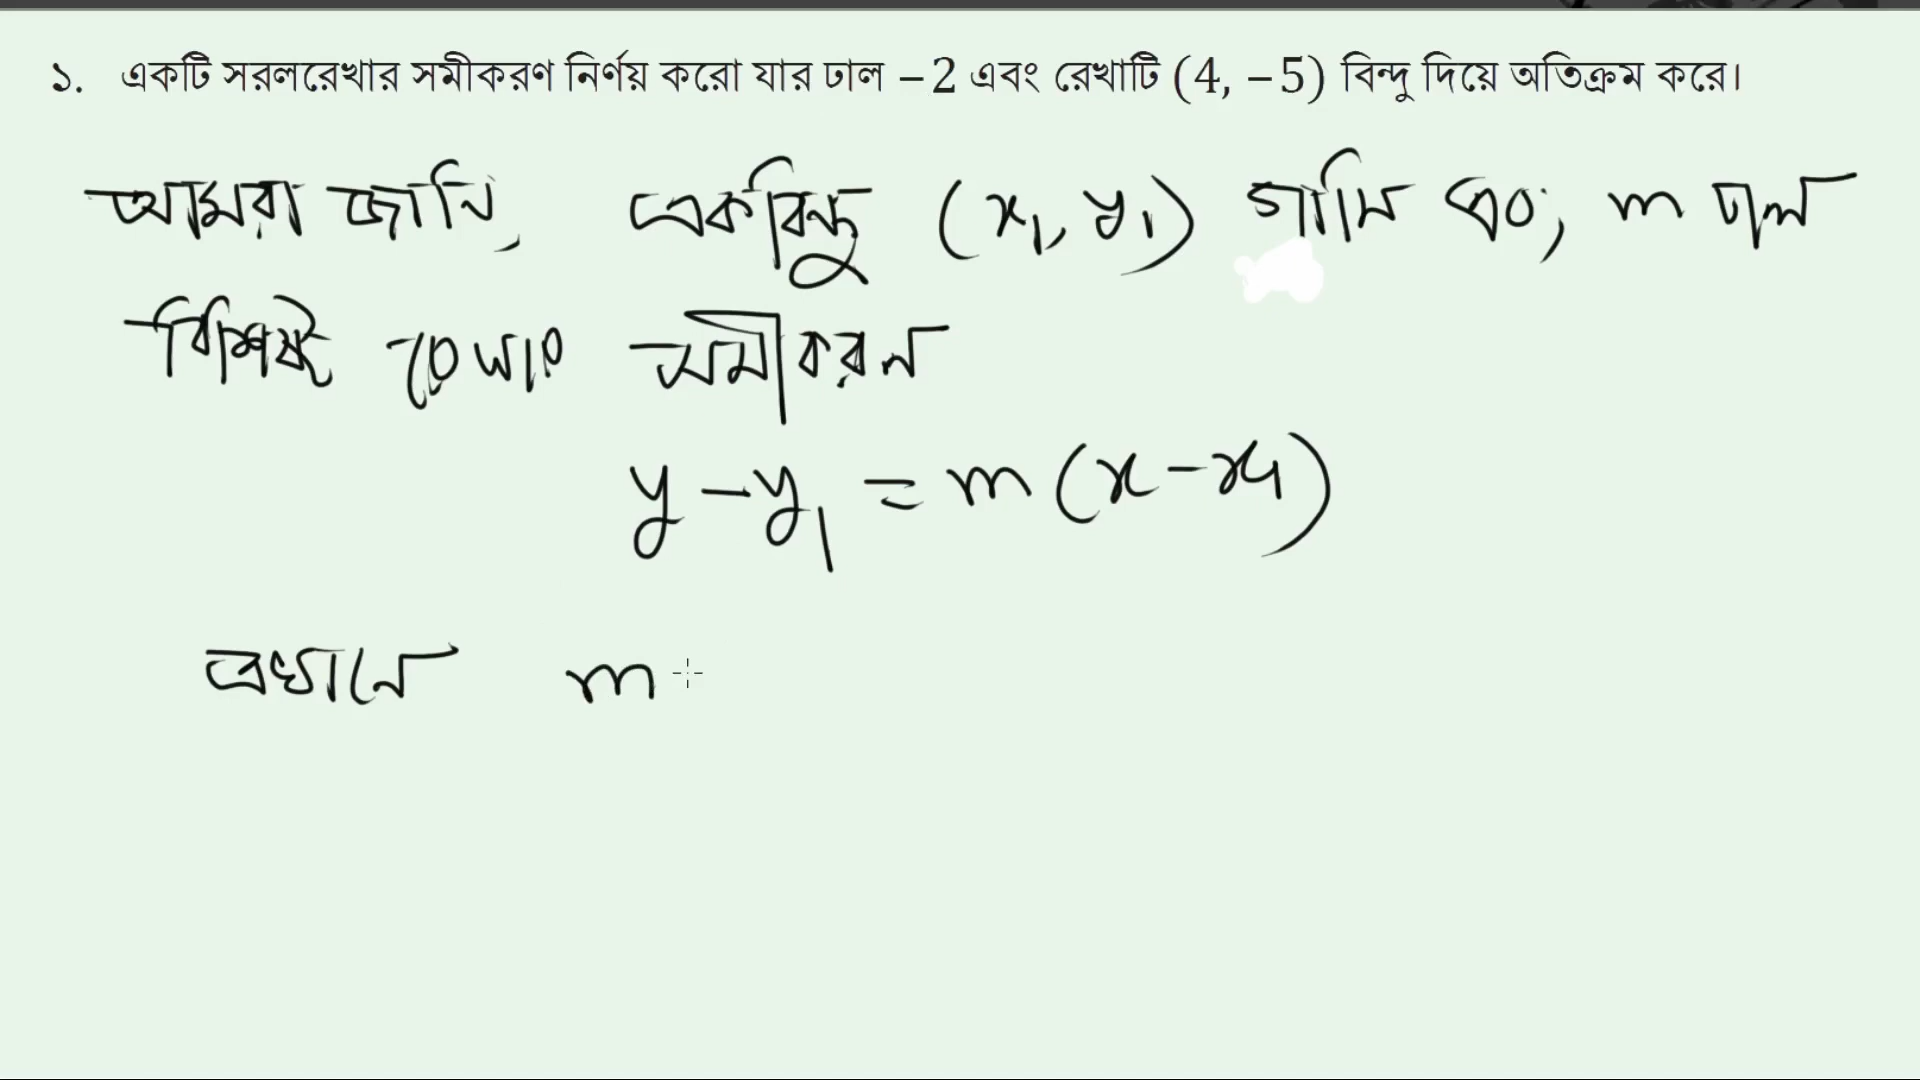 ১. একটি সরলরেখার সমীকরণ নির্ণয় করো যার ঢাল −2 এবং রেখাটি (4, −5) বিন্দু দিয়ে অতিক্রম করে।
আমরা জানি, একবিন্দু (x₁, y₁) গামি এবং m ঢাল
বিশিষ্ট রেখার সমীকরন
y − y₁ = m (x − x₁)
এখানে m